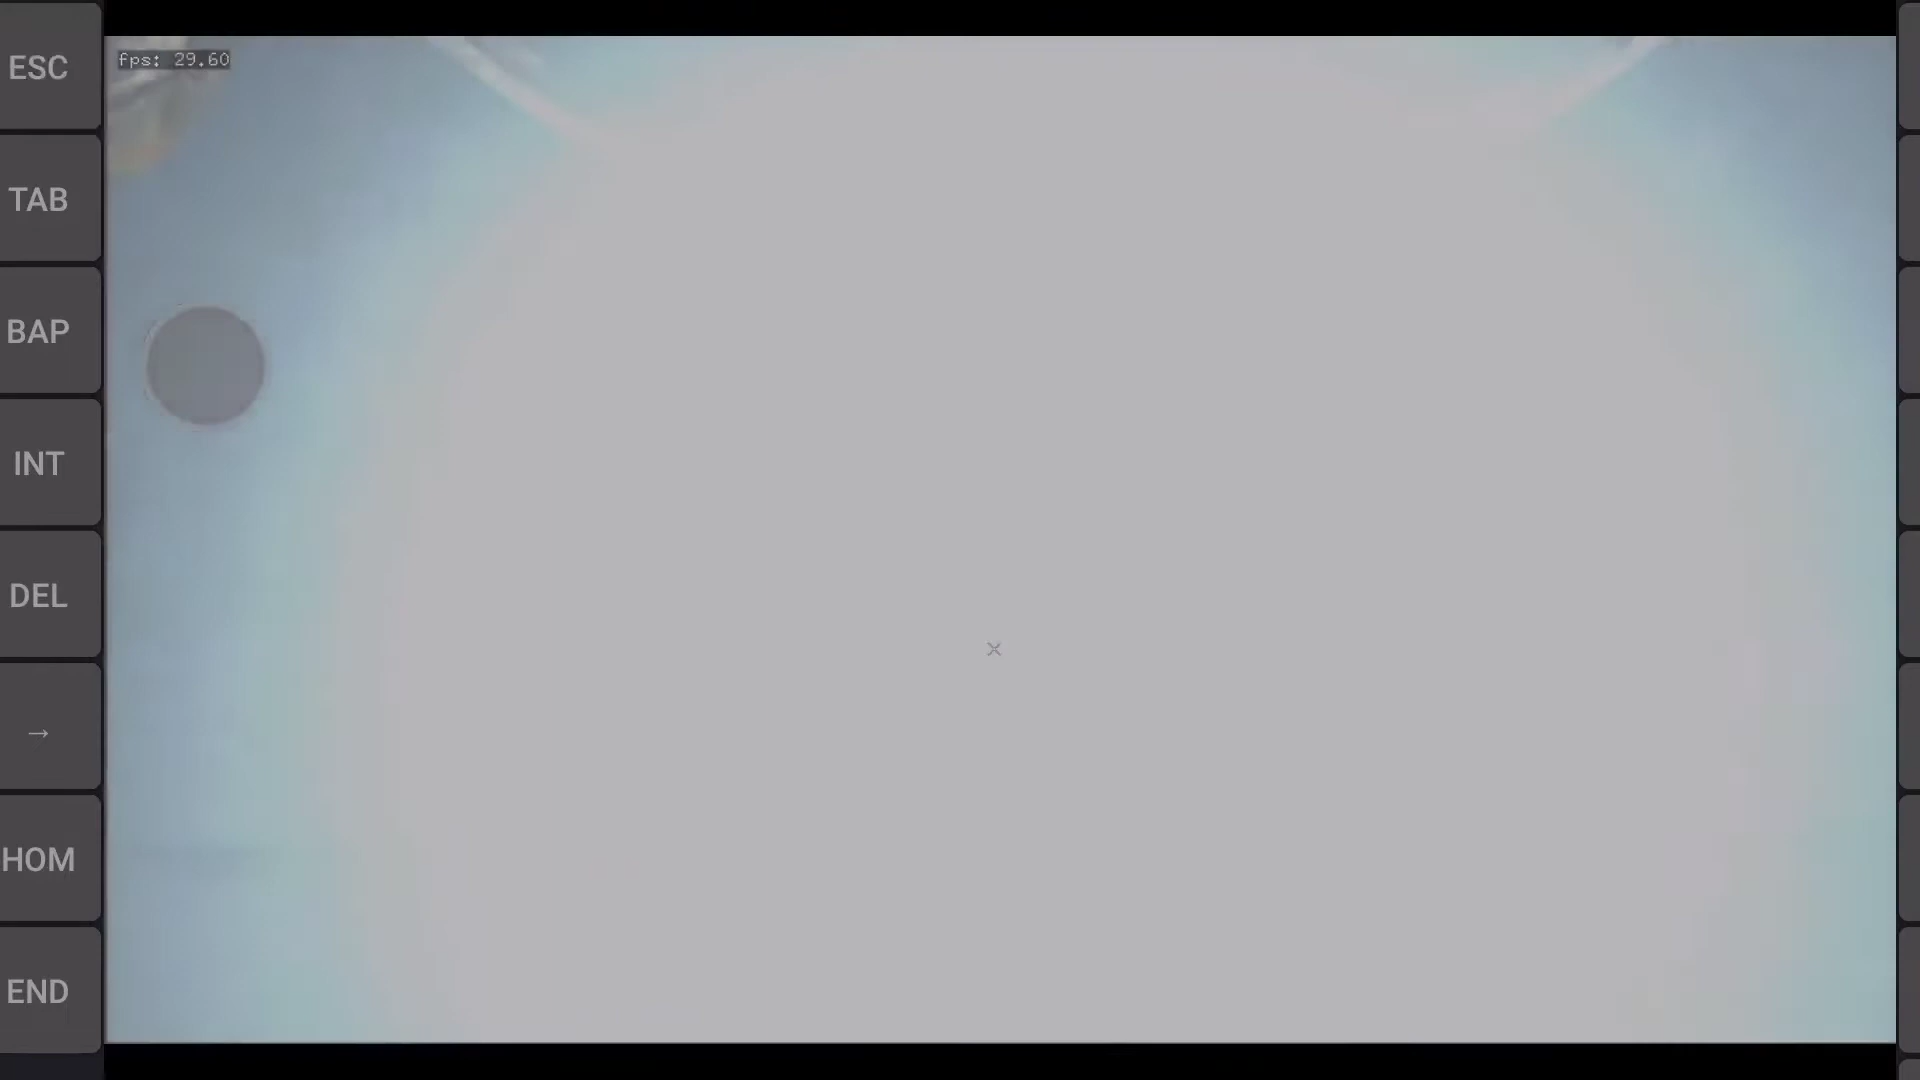 fps: 29.60
ESC
TAB
BAP
INT
DEL
→
HOM
END